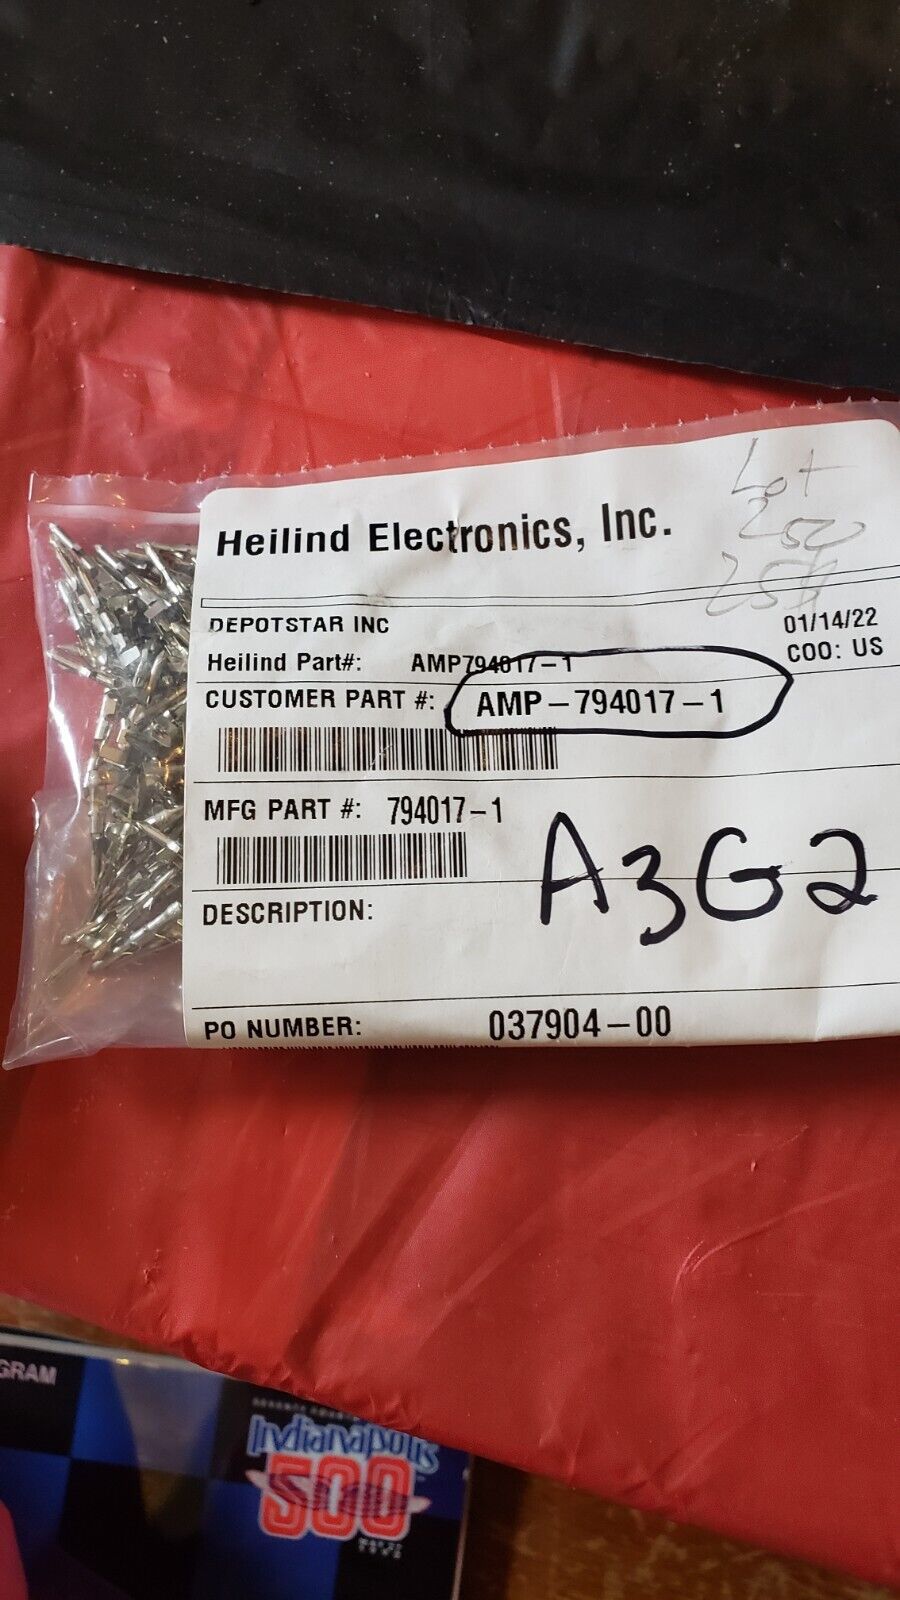 Lot
250
25$
Heilind Electronics, Inc.
DEPOTSTAR INC
01/14/22
Heilind Part#: AMP794017-1
COO: US
CUSTOMER PART #: AMP-794017-1
MFG PART #: 794017-1
A3G2
DESCRIPTION:
PO NUMBER: 037904-00
GRAM
Indianapolis
500